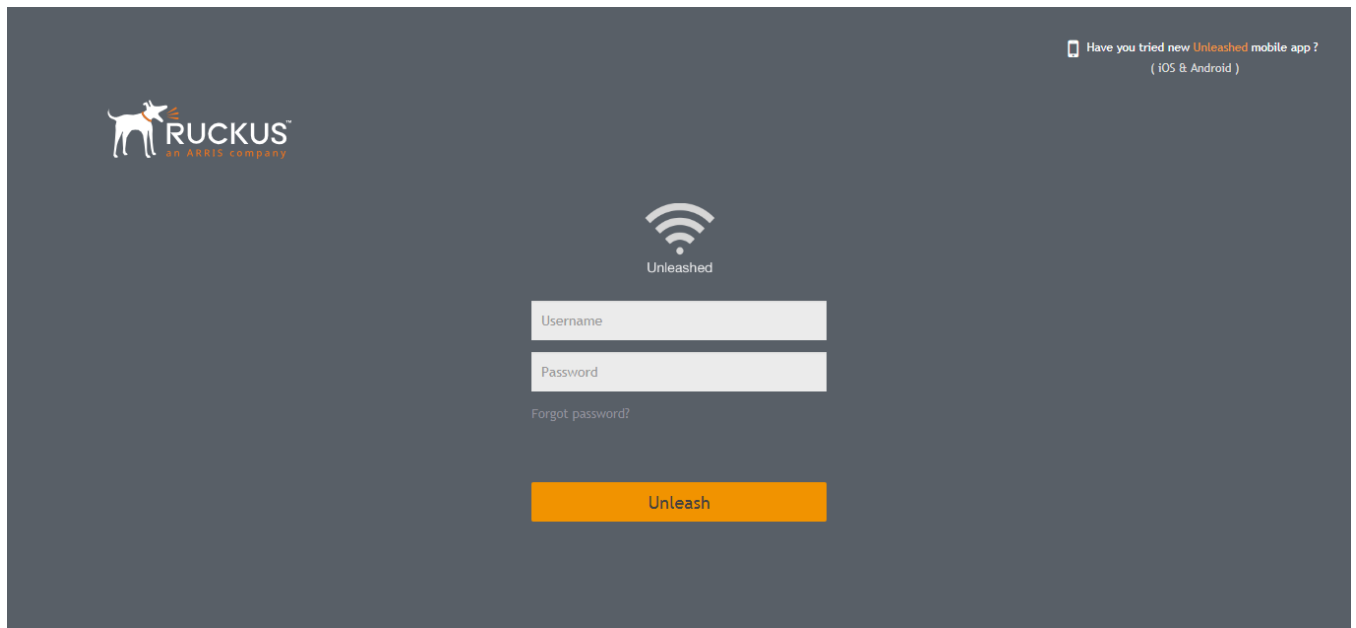 Have you tried new Unleashed mobile app ?
( iOS & Android )
RUCKUS™
an ARRIS company
Unleashed
Username
Password
Forgot password?
Unleash